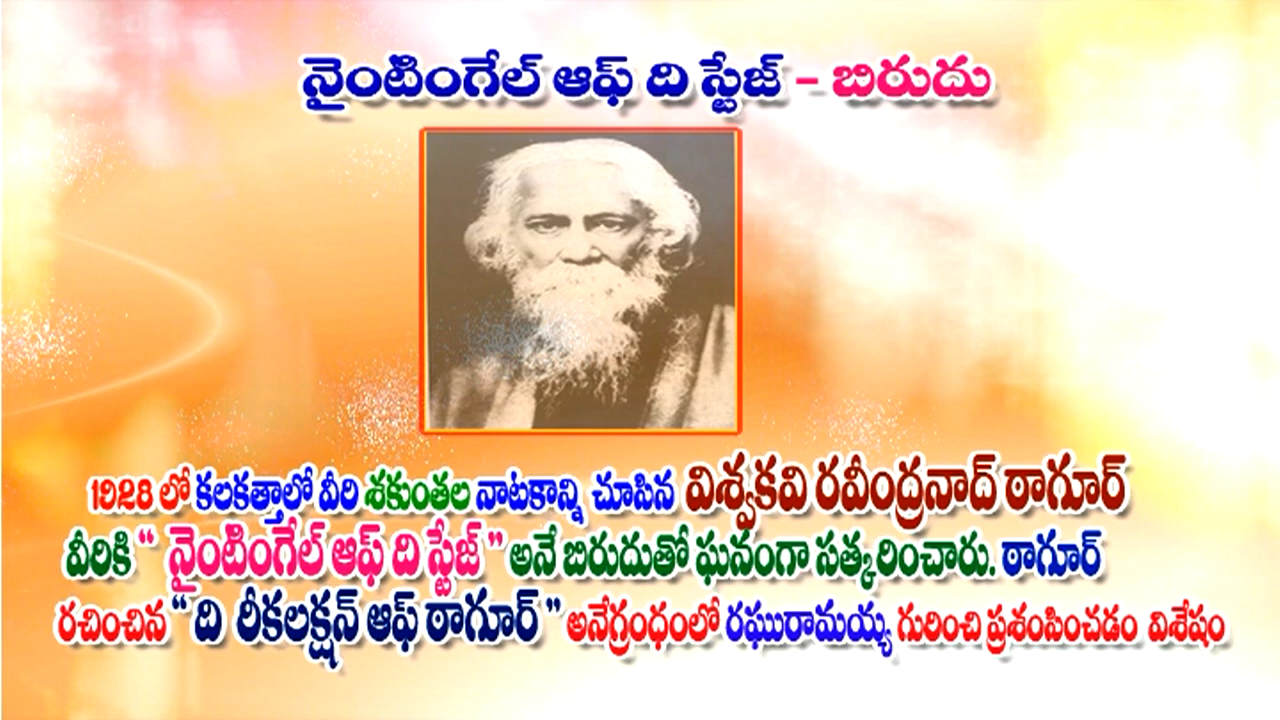 నైంటింగేల్ ఆఫ్ ది స్టేజ్ - బిరుదు
1928 లో కలకత్తాలో వీరి శకుంతల నాటకాన్ని చూసిన విశ్వకవి రవీంద్రనాద్ ఠాగూర్
వీరికి “ నైంటింగేల్ ఆఫ్ ది స్టేజ్ ” అనే బిరుదుతో ఘనంగా సత్కరించారు. ఠాగూర్
రచించిన “ ది రీకలక్షన్ ఆఫ్ ఠాగూర్ ” అనేగ్రంధంలో రఘురామయ్య గురించి ప్రశంసించడం విశేషం